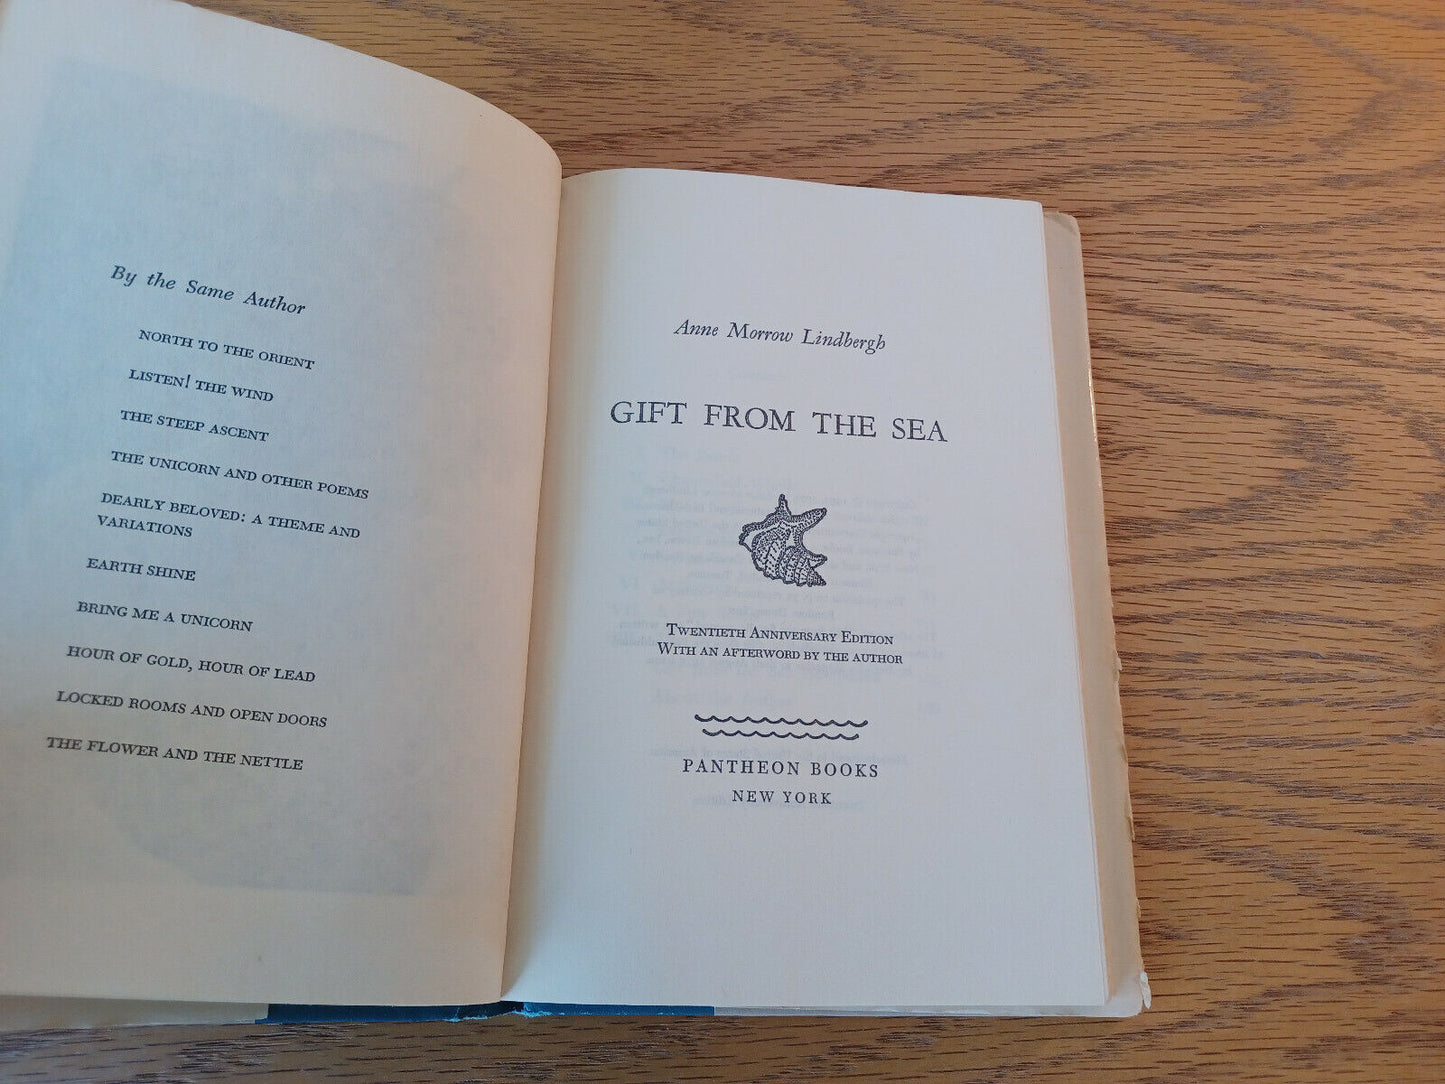 By the Same Author
NORTH TO THE ORIENT
LISTEN! THE WIND
THE STEEP ASCENT
THE UNICORN AND OTHER POEMS
DEARLY BELOVED: A THEME AND
VARIATIONS
EARTH SHINE
BRING ME A UNICORN
HOUR OF GOLD, HOUR OF LEAD
LOCKED ROOMS AND OPEN DOORS
THE FLOWER AND THE NETTLE
Anne Morrow Lindbergh
GIFT FROM THE SEA
TWENTIETH ANNIVERSARY EDITION
WITH AN AFTERWORD BY THE AUTHOR
PANTHEON BOOKS
NEW YORK